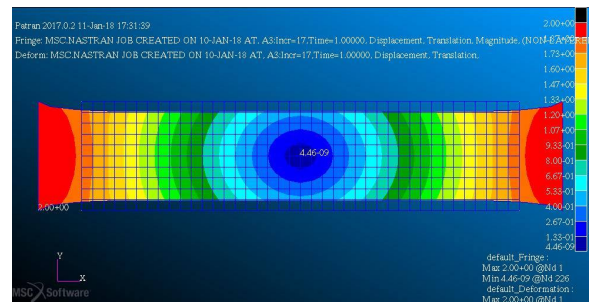 Patran 2017.0.2 11-Jan-18 17:31:39
Fringe: MSC.NASTRAN JOB CREATED ON 10-JAN-18 AT, A3:Incr=17,Time=1.00000, Displacement, Translation, Magnitude, (NON-LAYERED)
Deform: MSC.NASTRAN JOB CREATED ON 10-JAN-18 AT, A3:Incr=17,Time=1.00000, Displacement, Translation,
2.00+00
1.73+00
1.60+00
1.47+00
1.33+00
1.20+00
1.07+00
9.33-01
8.00-01
6.67-01
5.33-01
4.00-01
2.67-01
1.33-01
4.46-09
4.46-09
2.00+00
Y
X
MSC Software
default_Fringe :
Max 2.00+00 @Nd 1
Min 4.46-09 @Nd 226
default_Deformation :
Max 2.00+00 @Nd 1